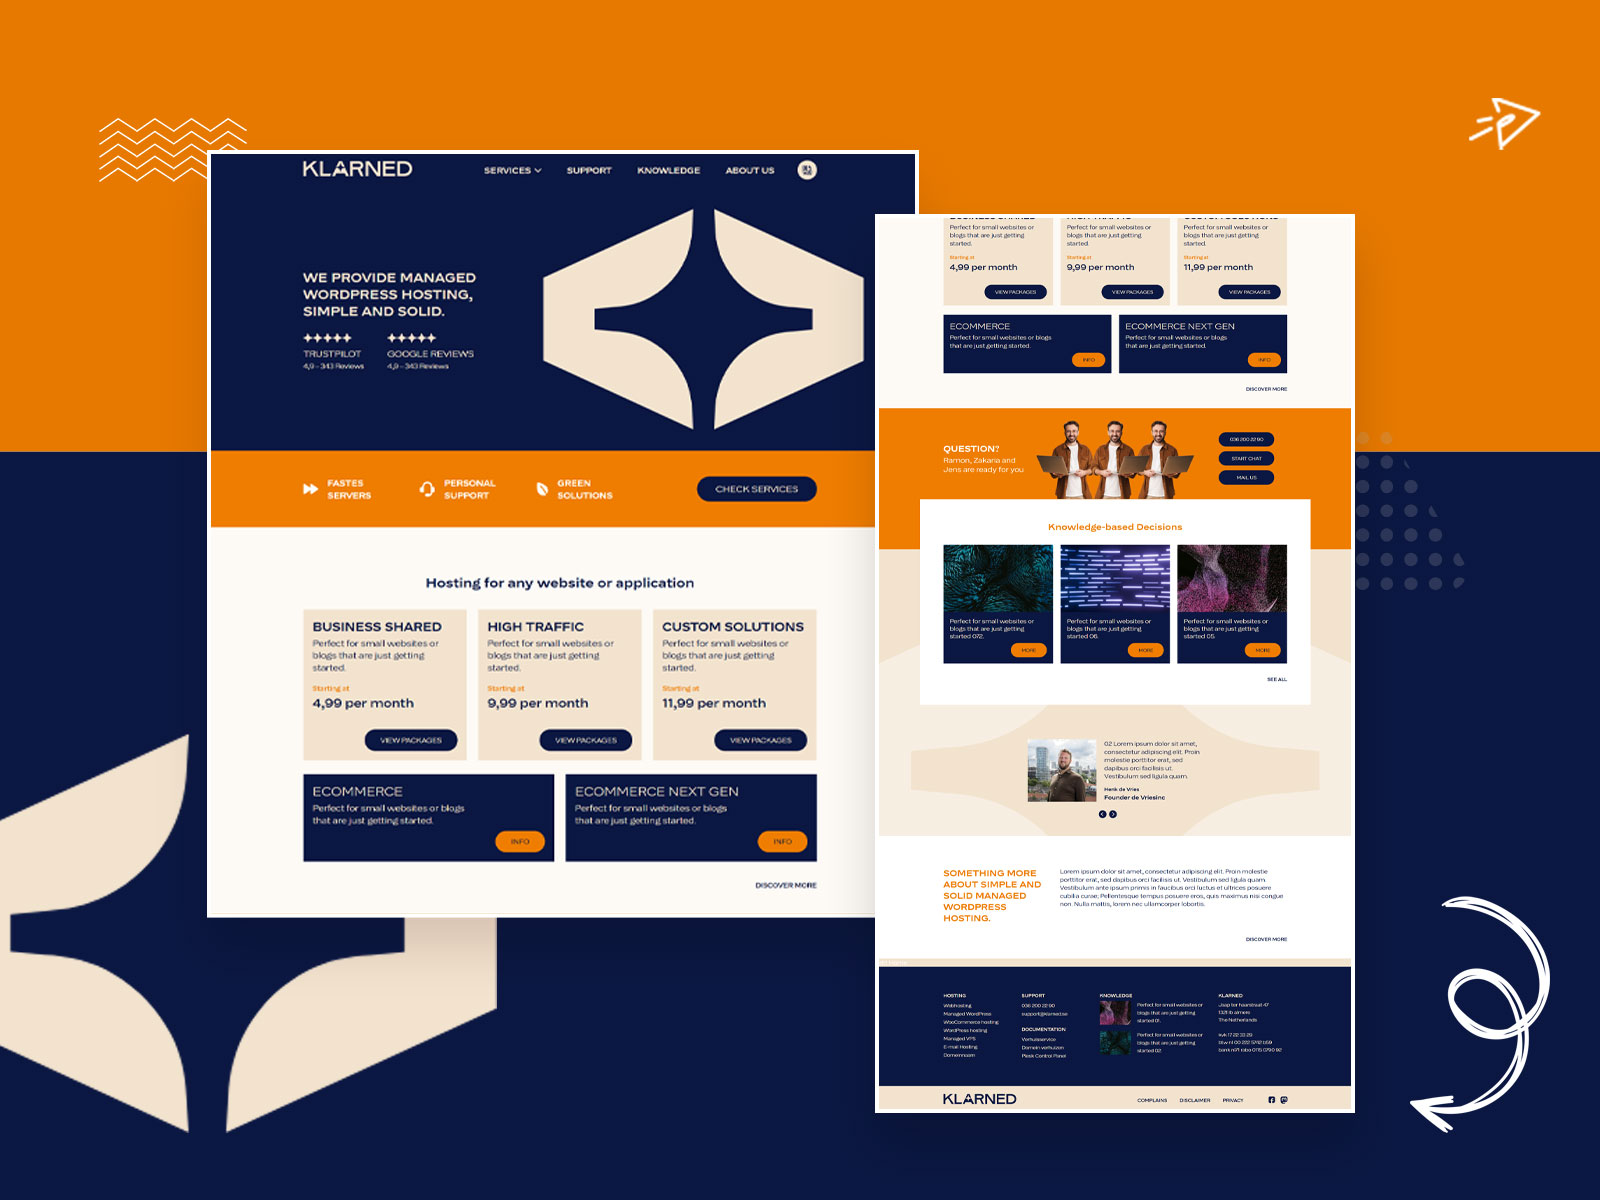 KLARNED
SERVICES
SUPPORT
KNOWLEDGE
ABOUT US
WE PROVIDE MANAGED
WORDPRESS HOSTING,
SIMPLE AND SOLID.
TRUSTPILOT
4,9 – 343 Reviews
GOOGLE REVIEWS
4,9 – 343 Reviews
FASTES
SERVERS
PERSONAL
SUPPORT
GREEN
SOLUTIONS
CHECK SERVICES
Hosting for any website or application
BUSINESS SHARED
Perfect for small websites or
blogs that are just getting
started.
Starting at
4,99 per month
VIEW PACKAGES
HIGH TRAFFIC
Perfect for small websites or
blogs that are just getting
started.
Starting at
9,99 per month
VIEW PACKAGES
CUSTOM SOLUTIONS
Perfect for small websites or
blogs that are just getting
started.
Starting at
11,99 per month
VIEW PACKAGES
ECOMMERCE
Perfect for small websites or blogs
that are just getting started.
INFO
ECOMMERCE NEXT GEN
Perfect for small websites or blogs
that are just getting started.
INFO
DISCOVER MORE
BUSINESS SHARED
Perfect for small websites or
blogs that are just getting
started.
Starting at
4,99 per month
VIEW PACKAGES
HIGH TRAFFIC
Perfect for small websites or
blogs that are just getting
started.
Starting at
9,99 per month
VIEW PACKAGES
CUSTOM SOLUTIONS
Perfect for small websites or
blogs that are just getting
started.
Starting at
11,99 per month
VIEW PACKAGES
ECOMMERCE
Perfect for small websites or blogs
that are just getting started.
INFO
ECOMMERCE NEXT GEN
Perfect for small websites or blogs
that are just getting started.
INFO
DISCOVER MORE
QUESTION?
Ramon, Zakaria and
Jens are ready for you
036 200 22 90
START CHAT
MAIL US
Knowledge-based Decisions
Perfect for small websites or
blogs that are just getting
started 072.
MORE
Perfect for small websites or
blogs that are just getting
started 06.
MORE
Perfect for small websites or
blogs that are just getting
started 05.
MORE
SEE ALL
02 Lorem ipsum dolor sit amet,
consectetur adipiscing elit. Proin
molestie porttitor erat, sed
dapibus orci facilisis ut.
Vestibulum sed ligula quam.
Henk de Vries
Founder de Vriesinc
SOMETHING MORE
ABOUT SIMPLE AND
SOLID MANAGED
WORDPRESS
HOSTING.
Lorem ipsum dolor sit amet, consectetur adipiscing elit. Proin molestie
porttitor erat, sed dapibus orci facilisis ut. Vestibulum sed ligula quam.
Vestibulum ante ipsum primis in faucibus orci luctus et ultrices posuere
cubilia curae; Pellentesque tempus posuere eros, quis maximus nisi congue
non. Nulla mattis, lorem nec ullamcorper lobortis.
DISCOVER MORE
HOSTING
Webhosting
Managed WordPress
WooCommerce hosting
WordPress hosting
Managed VPS
E-mail Hosting
Domeinnaam
SUPPORT
036 200 22 90
support@klarned.se
DOCUMENTATION
Verhuisservice
Domein verhuizen
Plesk Control Panel
KNOWLEDGE
Perfect for small websites or
blogs that are just getting
started 01.
Perfect for small websites or
blogs that are just getting
started 02
KLARNED
The Netherlands
KLARNED
COMPLAINS
DISCLAIMER
PRIVACY